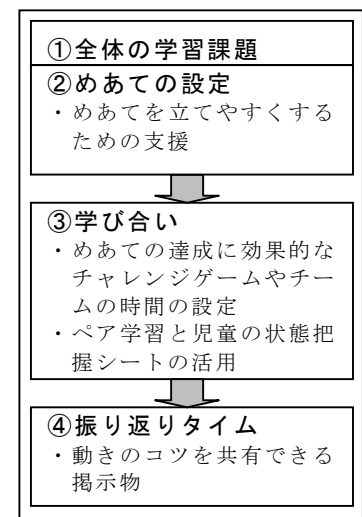 ①全体の学習課題
②めあての設定
・めあてを立てやすくする
ための支援
③学び合い
・めあての達成に効果的な
チャレンジゲームやチー
ムの時間の設定
・ペア学習と児童の状態把
握シートの活用
④振り返りタイム
・動きのコツを共有できる
掲示物